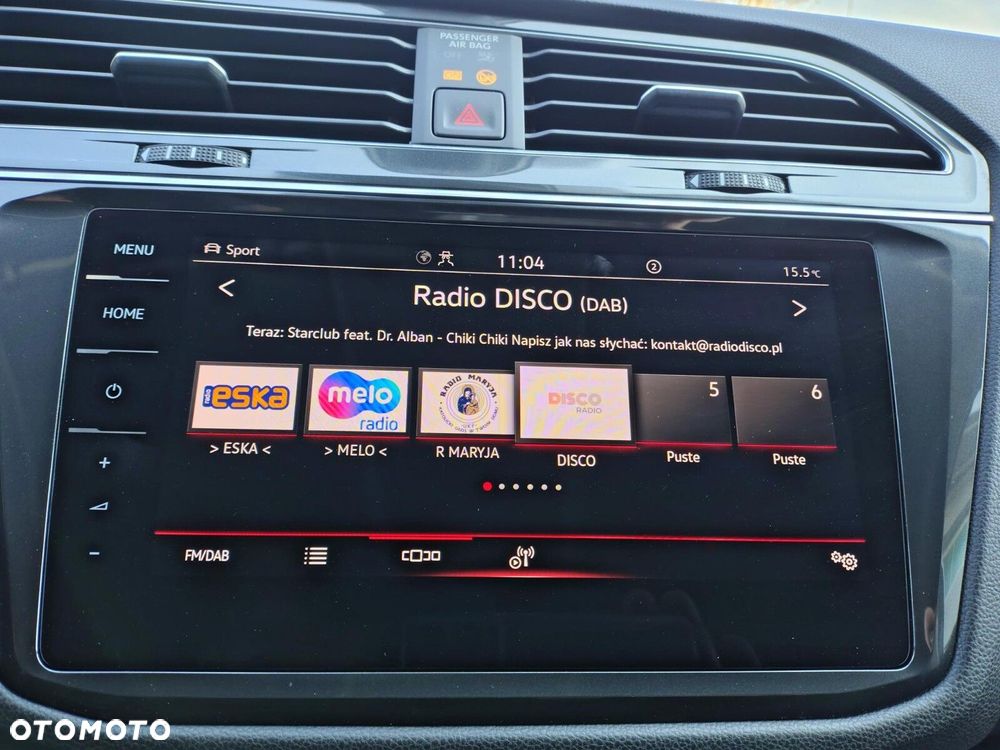 PASSENGER
AIR BAG
OFF
MENU
HOME
Sport
11:04
2
15.5°C
Radio DISCO (DAB)
Teraz: Starclub feat. Dr. Alban - Chiki Chiki Napisz jak nas słychać: kontakt@radiodisco.pl
RADIO ESKA
melo
radio
RADIO MARYJA
DISCO
RADIO
5
6
> ESKA <
> MELO <
R MARYJA
DISCO
Puste
Puste
FM/DAB
OTOMOTO